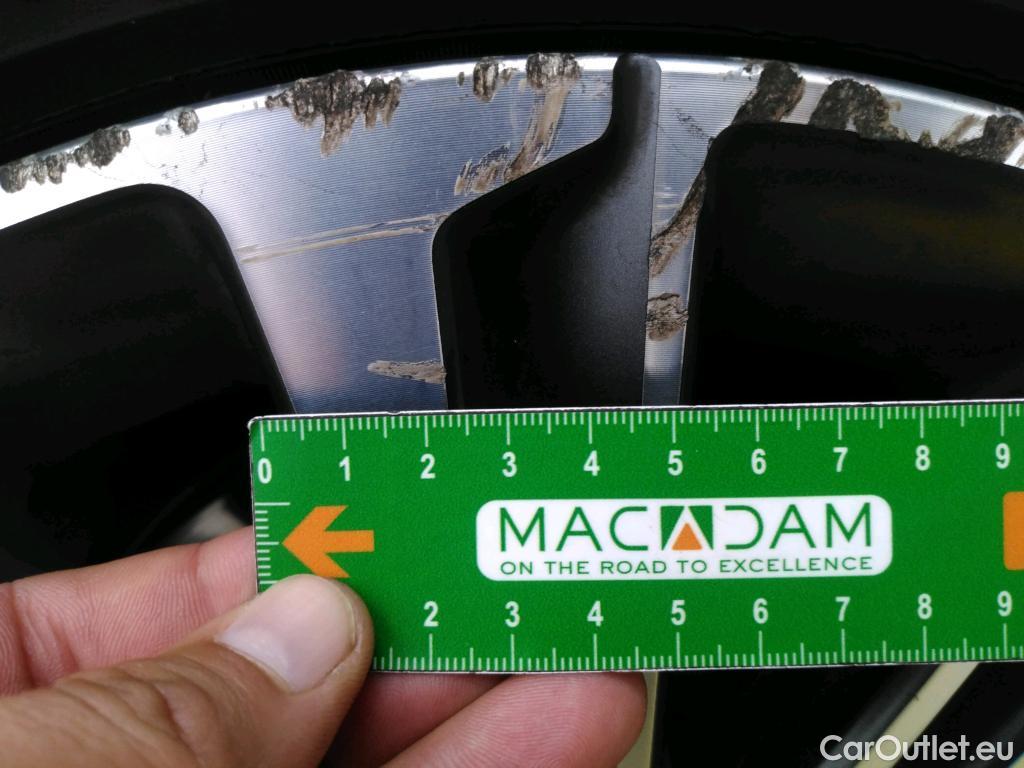 0 1 2 3 4 5 6 7 8 9
MACADAM
ON THE ROAD TO EXCELLENCE
2 3 4 5 6 7 8 9
CarOutlet.eu